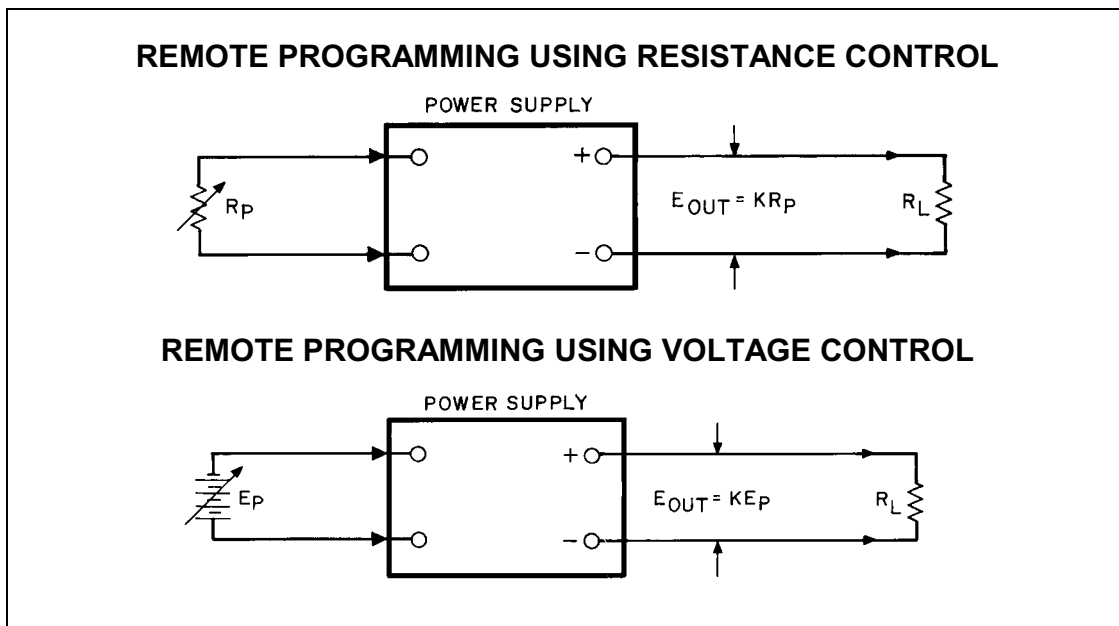 REMOTE PROGRAMMING USING RESISTANCE CONTROL
POWER SUPPLY
+
RP
EOUT = KRP
RL
−
REMOTE PROGRAMMING USING VOLTAGE CONTROL
POWER SUPPLY
+
EP
EOUT = KEP
RL
−